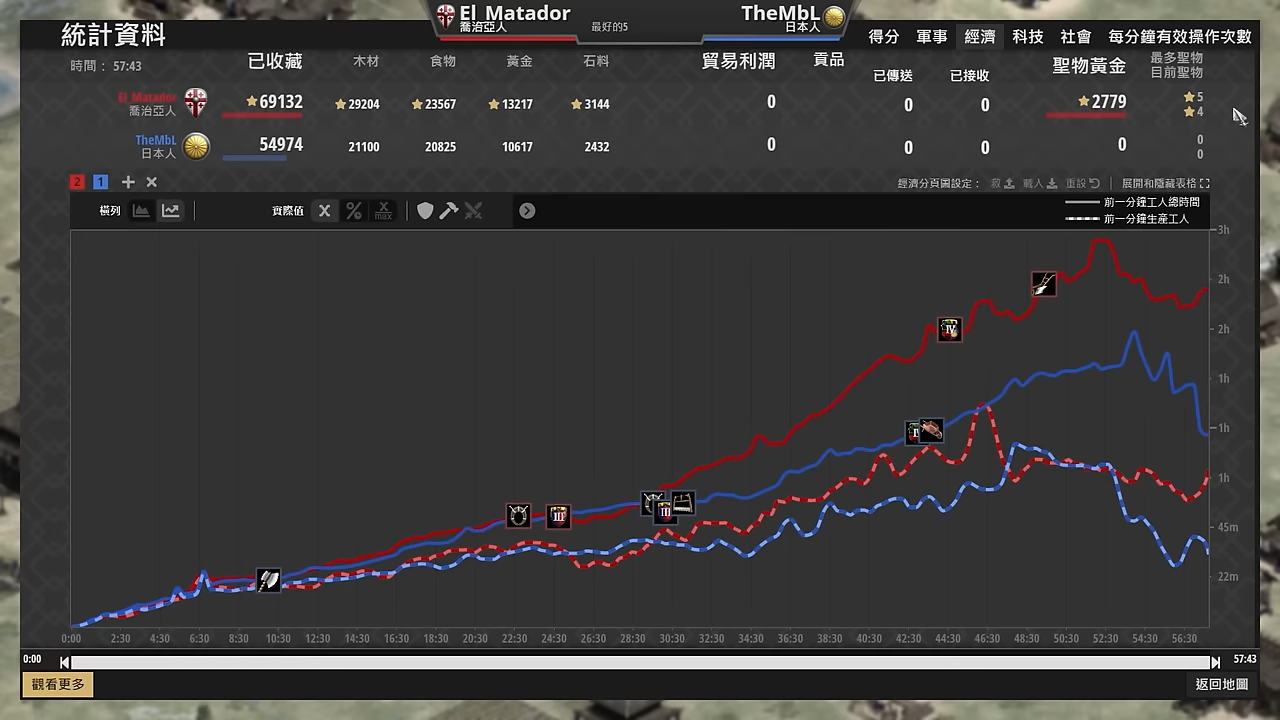 El_Matador
喬治亞人
最好的5
TheMbL
日本人
統計資料
得分 軍事 經濟 科技 社會 每分鐘有效操作次數
時間： 57:43
已收藏 木材 食物 黃金 石料 貿易利潤 貢品 已傳送 已接收 聖物黃金 最多聖物
目前聖物
El_Matador
喬治亞人
69132 29204 23567 13217 3144 0 0 0 2779 5
4
TheMbL
日本人
54974 21100 20825 10617 2432 0 0 0 0 0
0
2 1
經濟分頁圖設定： 載入 重設 展開和隱藏表格
橫列 實際值 X % X max
前一分鐘工人總時間
前一分鐘生產工人
3h
2h
2h
1h
1h
1h
45m
22m
IV
III
III
0:00 2:30 4:30 6:30 8:30 10:30 12:30 14:30 16:30 18:30 20:30 22:30 24:30 26:30 28:30 30:30 32:30 34:30 36:30 38:30 40:30 42:30 44:30 46:30 48:30 50:30 52:30 54:30 56:30
0:00 57:43
觀看更多 返回地圖